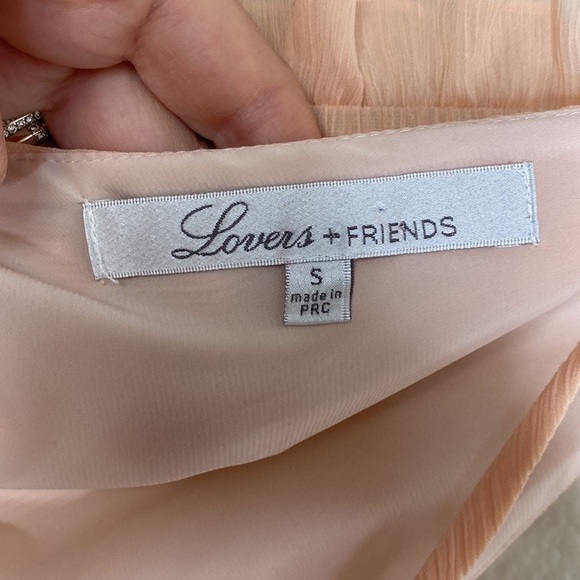 Lovers + FRIENDS
S
made in
PRC